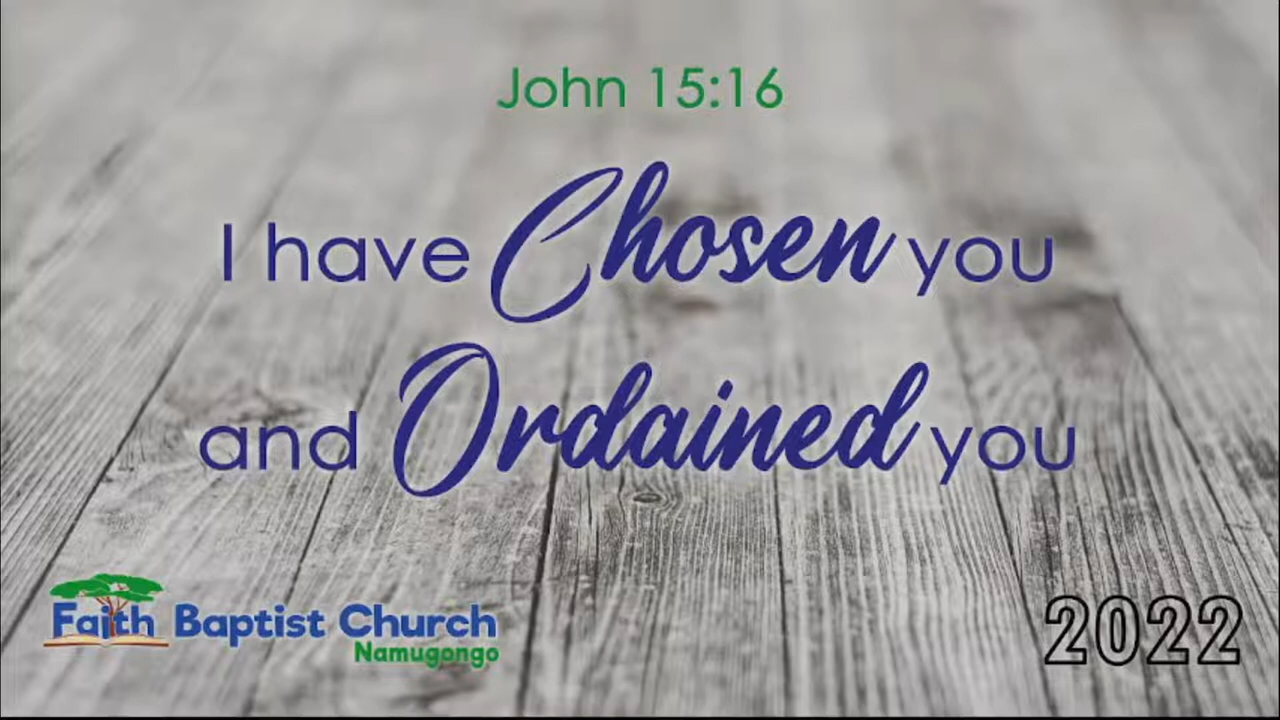 John 15:16
I have Chosen you
and Ordained you
Faith Baptist Church
Namugongo
2022